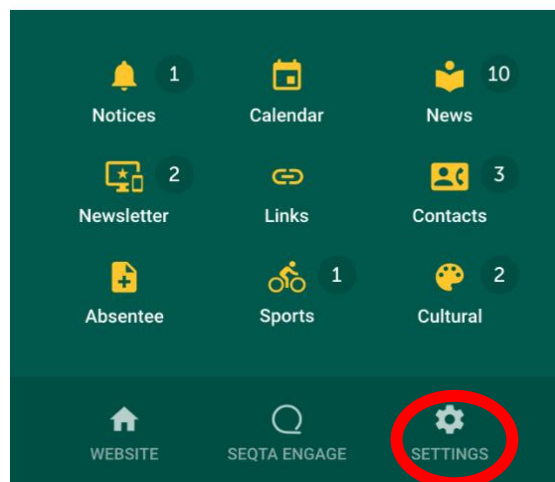 1 10
Notices Calendar News
2 3
Newsletter Links Contacts
1 2
Absentee Sports Cultural
WEBSITE SEQTA ENGAGE SETTINGS